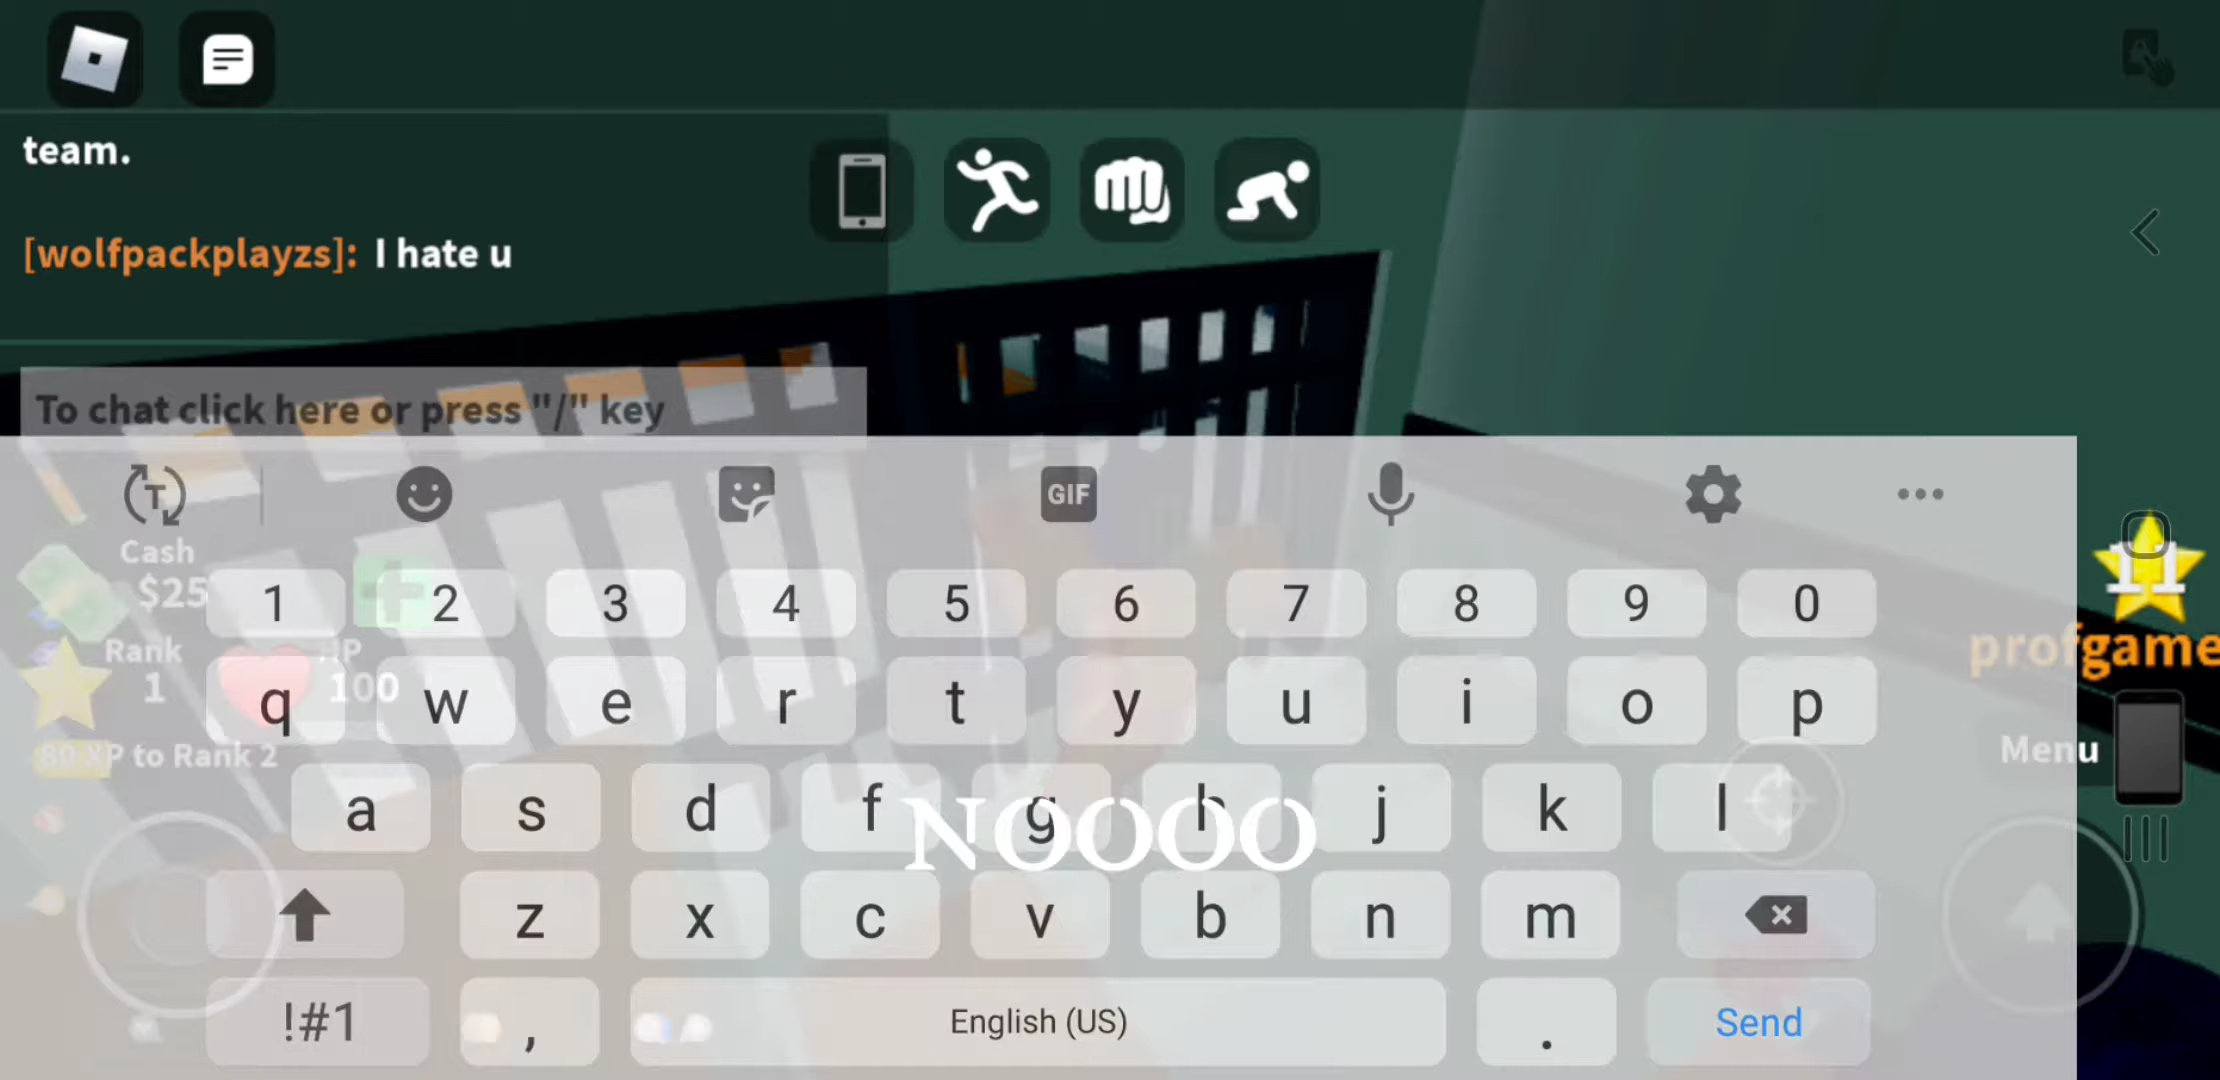 team.
[wolfpackplayzs]: I hate u
To chat click here or press "/" key
T
GIF
Cash
$25
1 2 3 4 5 6 7 8 9 0
11
Rank
1
HP
100
profgame
q w e r t y u i o p
80 XP to Rank 2
Menu
a s d f g h j k l
NOOOO
z x c v b n m
!#1 , English (US) . Send